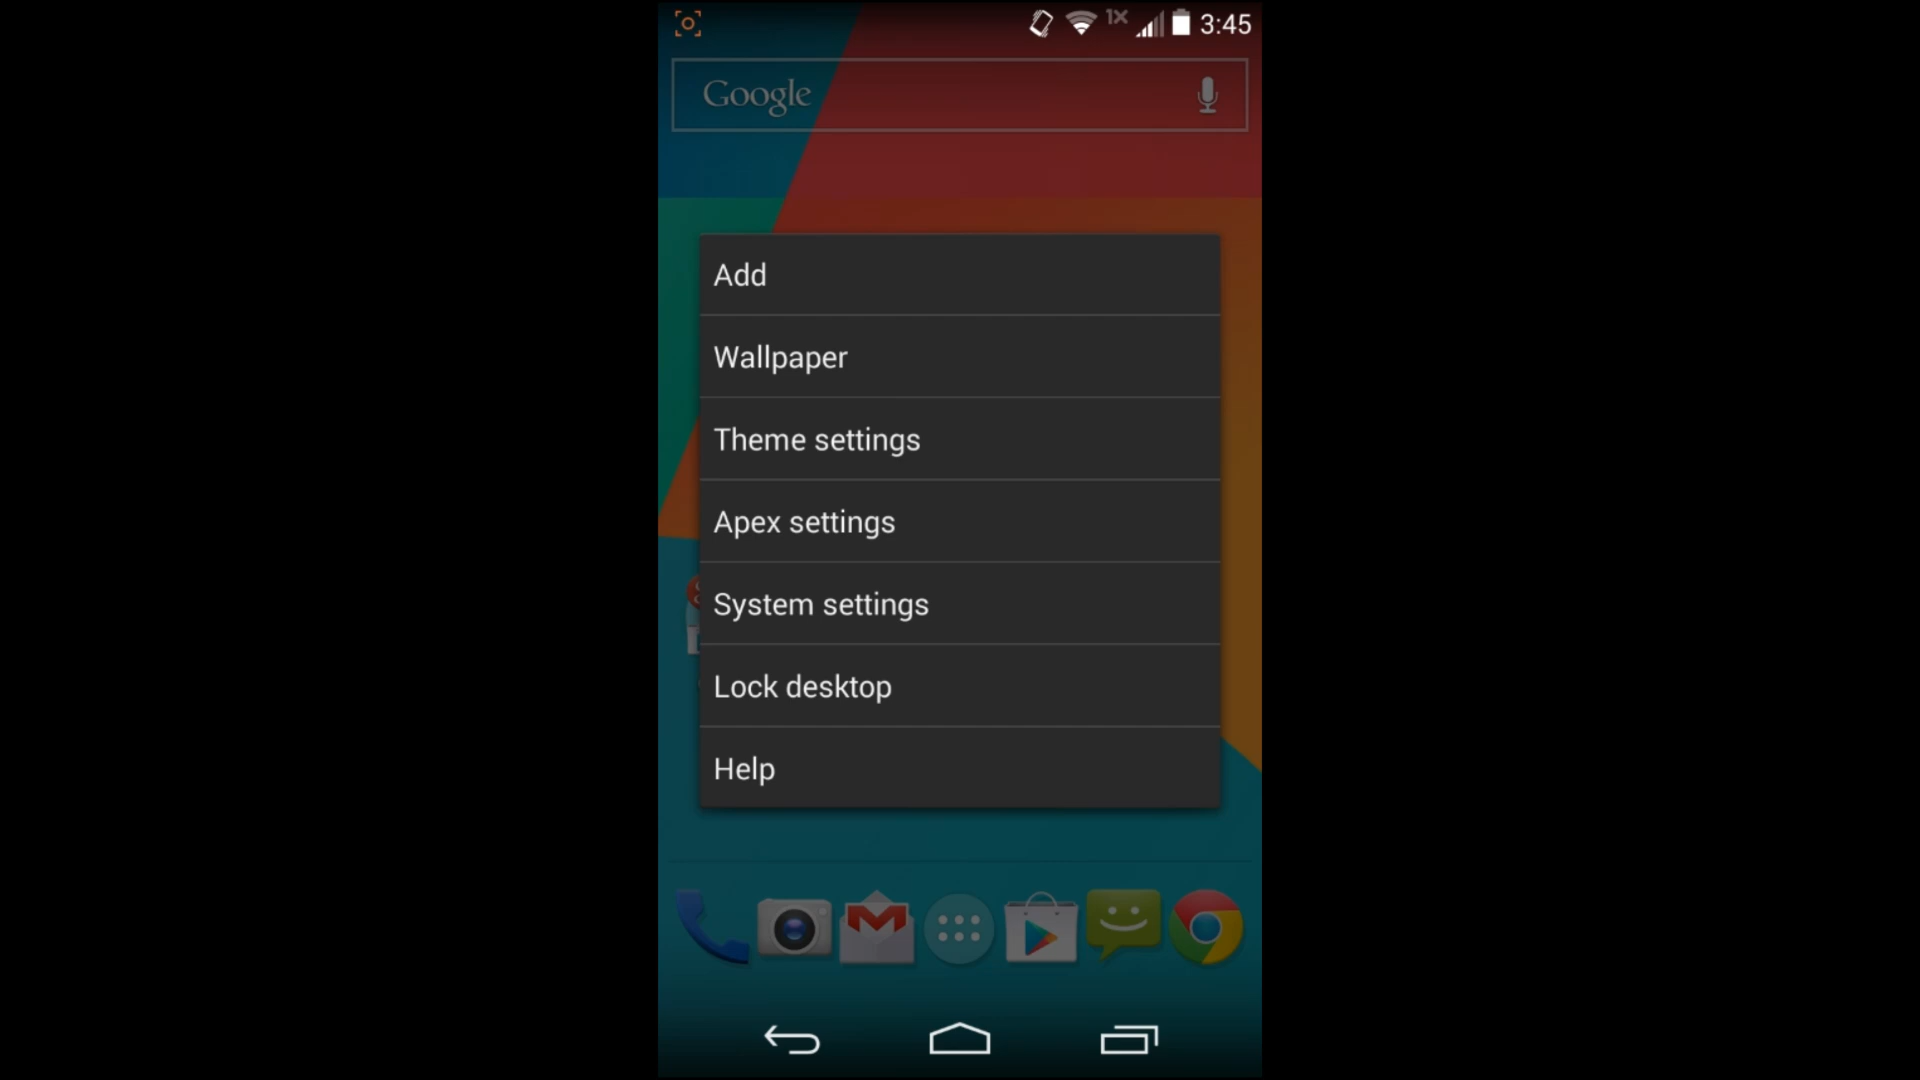 1X 3:45
Google
Add
Wallpaper
Theme settings
Apex settings
System settings
Lock desktop
Help